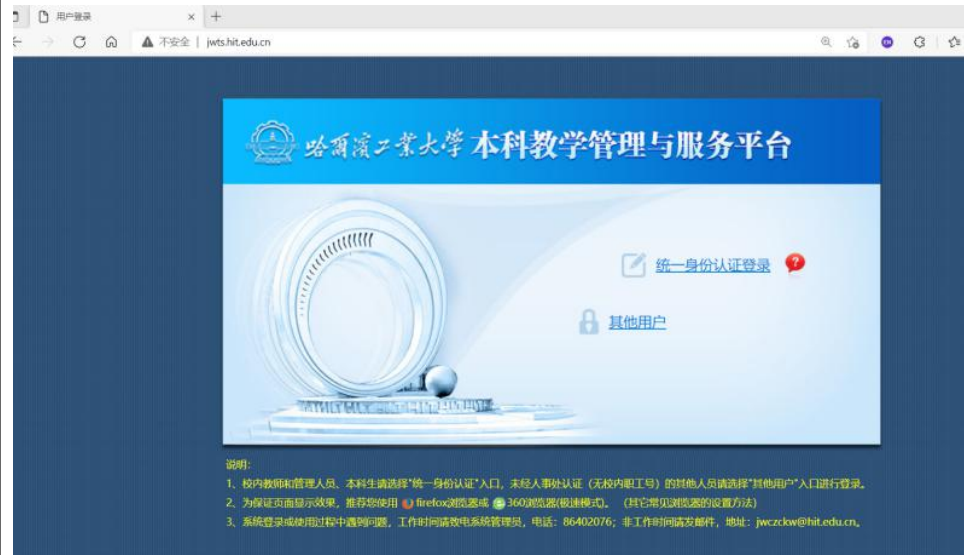 用户登录
不安全 | jwts.hit.edu.cn
哈尔滨工业大学 本科教学管理与服务平台
统一身份认证登录 ?
其他用户
说明:
1、校内教师和管理人员、本科生请选择"统一身份认证"入口，未经人事处认证（无校内职工号）的其他人员请选择"其他用户"入口进行登录。
2、为保证页面显示效果，推荐您使用 firefox浏览器或 360浏览器(极速模式)。 （其它常见浏览器的设置方法）
3、系统登录或使用过程中遇到问题，工作时间请致电系统管理员，电话：86402076；非工作时间请发邮件，地址：jwczckw@hit.edu.cn。